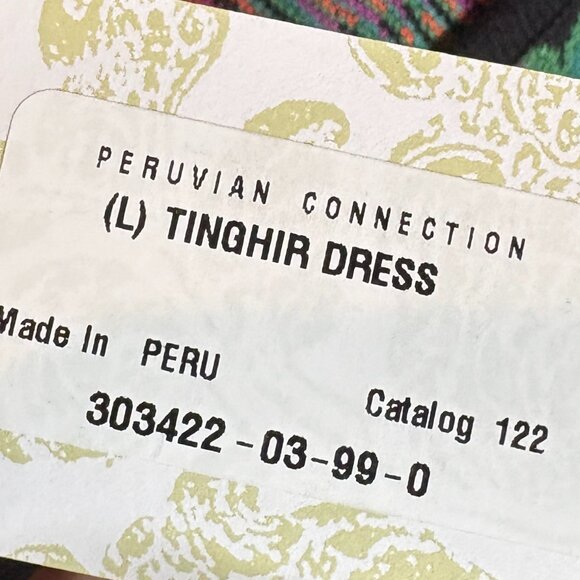 PERUVIAN CONNECTION
(L) TINGHIR DRESS
Made In PERU
Catalog 122
303422-03-99-0